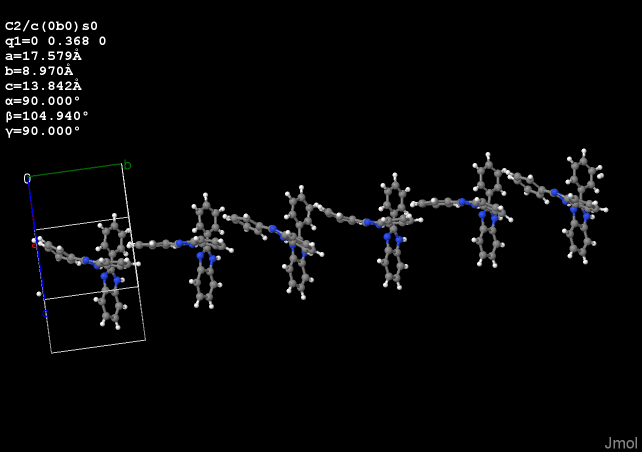 C2/c(0b0)s0
q1=0 0.368 0
a=17.579Å
b=8.970Å
c=13.842Å
α=90.000°
β=104.940°
γ=90.000°
0
b
a
c
Jmol